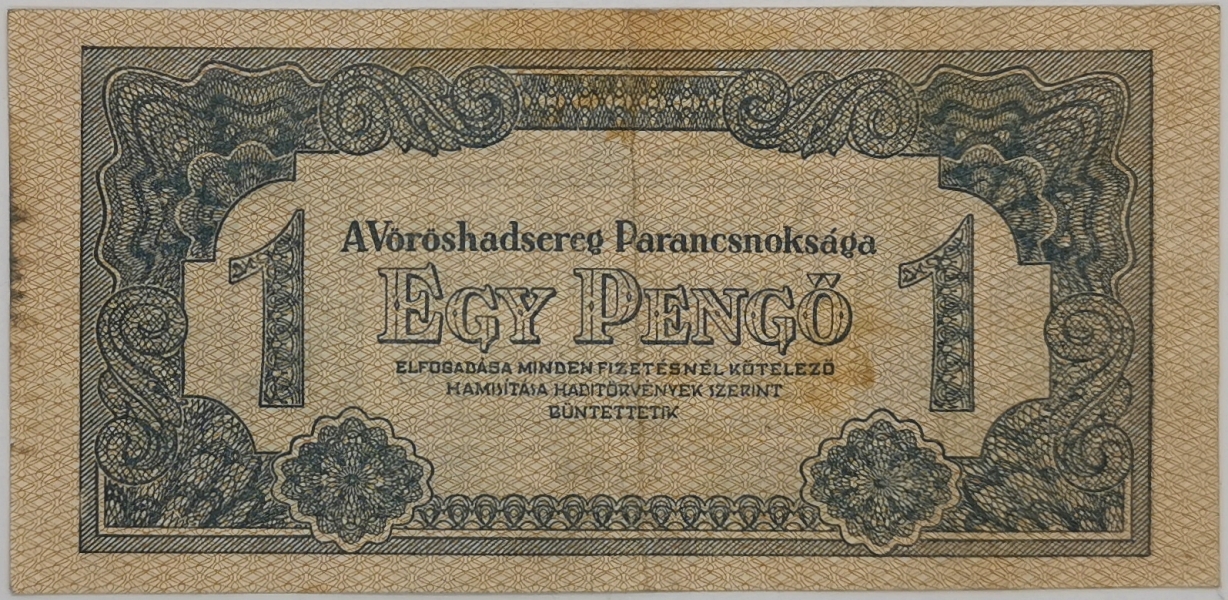 A Vöröshadsereg Parancsnoksága
1 EGY PENGŐ 1
ELFOGADÁSA MINDEN FIZETÉSNÉL KÖTELEZŐ
HAMISÍTÁSA HADITÖRVÉNYEK SZERINT
BÜNTETTETIK